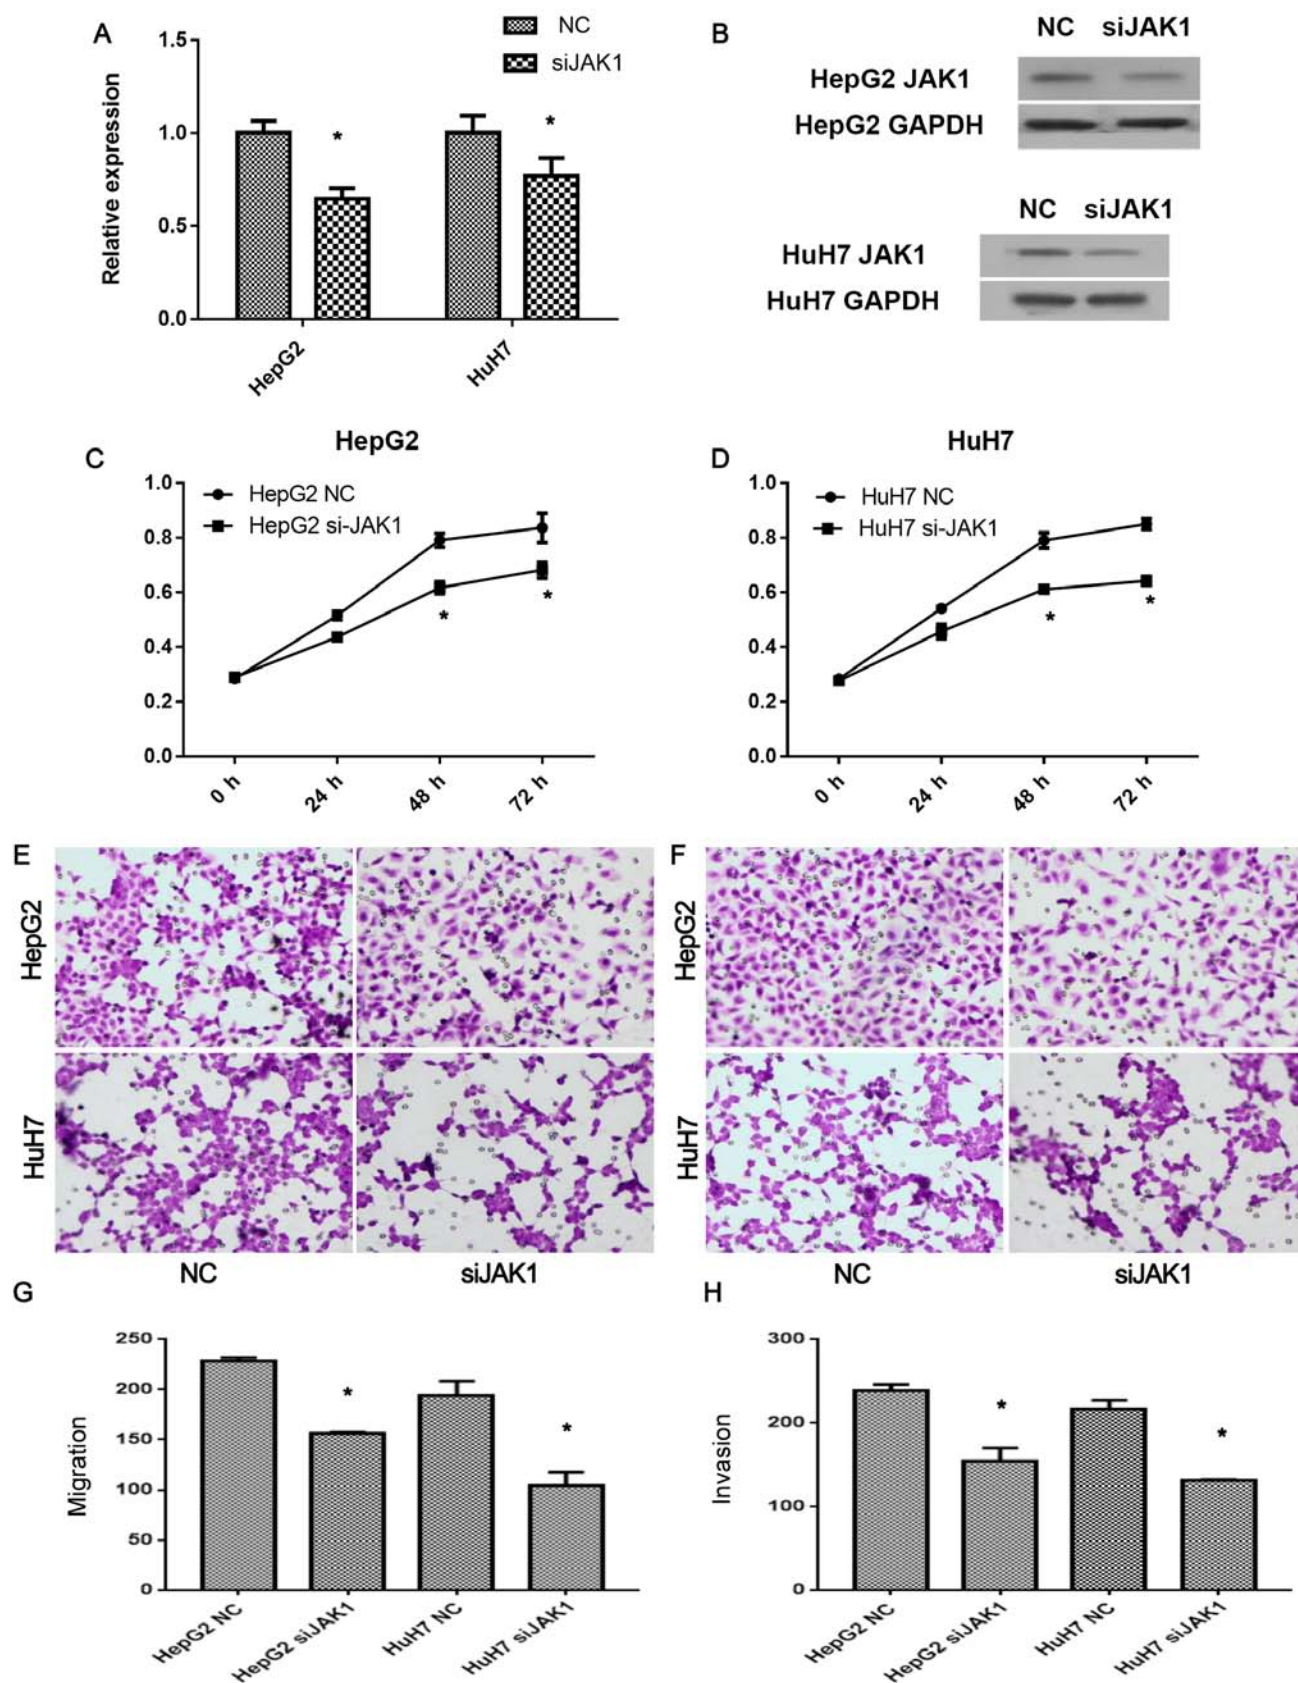 A
NC
siJAK1
1.5
1.0
0.5
0.0
Relative expression
*
*
HepG2
HuH7
B
NC siJAK1
HepG2 JAK1
HepG2 GAPDH
NC siJAK1
HuH7 JAK1
HuH7 GAPDH
C
HepG2
HepG2 NC
HepG2 si-JAK1
1.0
0.8
0.6
0.4
0.2
0.0
*
*
0 h
24 h
48 h
72 h
D
HuH7
HuH7 NC
HuH7 si-JAK1
1.0
0.8
0.6
0.4
0.2
0.0
*
*
0 h
24 h
48 h
72 h
E
HepG2
HuH7
NC
siJAK1
F
HepG2
HuH7
NC
siJAK1
G
Migration
250
200
150
100
50
0
*
*
HepG2 NC
HepG2 siJAK1
HuH7 NC
HuH7 siJAK1
H
Invasion
300
200
100
0
*
*
HepG2 NC
HepG2 siJAK1
HuH7 NC
HuH7 siJAK1